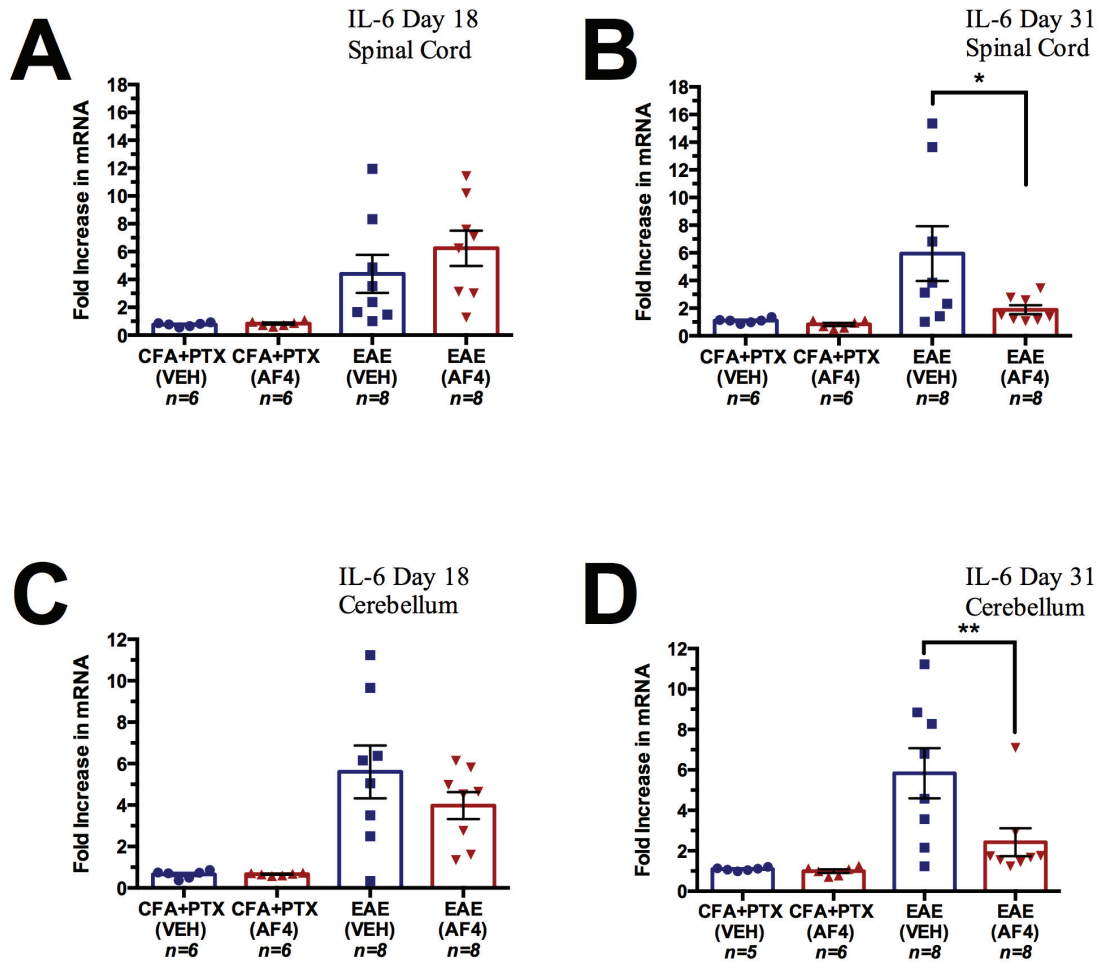 A
IL-6 Day 18
Spinal Cord
Fold Increase in mRNA
18
16
14
12
10
8
6
4
2
0
CFA+PTX CFA+PTX EAE EAE
(VEH) (AF4) (VEH) (AF4)
n=6 n=6 n=8 n=8
B
IL-6 Day 31
Spinal Cord
*
Fold Increase in mRNA
18
16
14
12
10
8
6
4
2
0
CFA+PTX CFA+PTX EAE EAE
(VEH) (AF4) (VEH) (AF4)
n=6 n=6 n=8 n=8
C
IL-6 Day 18
Cerebellum
Fold Increase in mRNA
12
10
8
6
4
2
0
CFA+PTX CFA+PTX EAE EAE
(VEH) (AF4) (VEH) (AF4)
n=6 n=6 n=8 n=8
D
IL-6 Day 31
Cerebellum
**
Fold Increase in mRNA
12
10
8
6
4
2
0
CFA+PTX CFA+PTX EAE EAE
(VEH) (AF4) (VEH) (AF4)
n=5 n=6 n=8 n=8